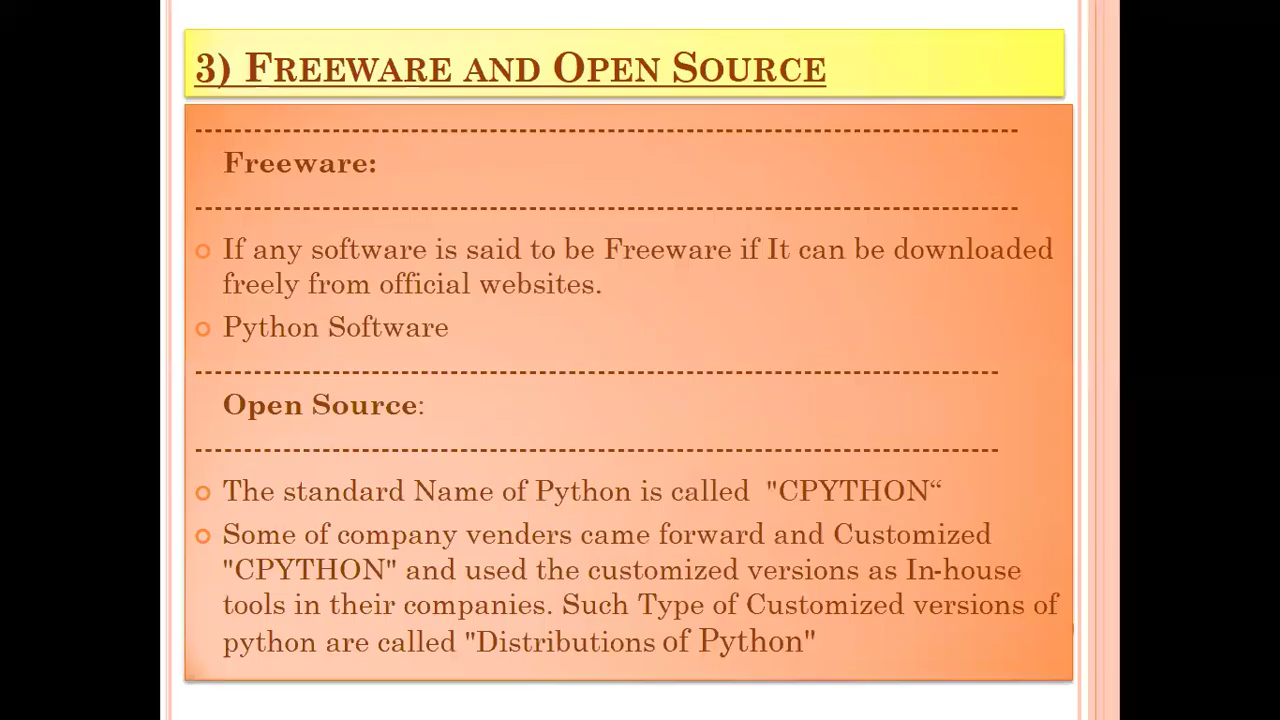 3) FREEWARE AND OPEN SOURCE
-----------------------------------------------------------------------------------
Freeware:
-----------------------------------------------------------------------------------
If any software is said to be Freeware if It can be downloaded
freely from official websites.
Python Software
---------------------------------------------------------------------------------
Open Source:
---------------------------------------------------------------------------------
The standard Name of Python is called "CPYTHON“
Some of company venders came forward and Customized
"CPYTHON" and used the customized versions as In-house
tools in their companies. Such Type of Customized versions of
python are called "Distributions of Python"